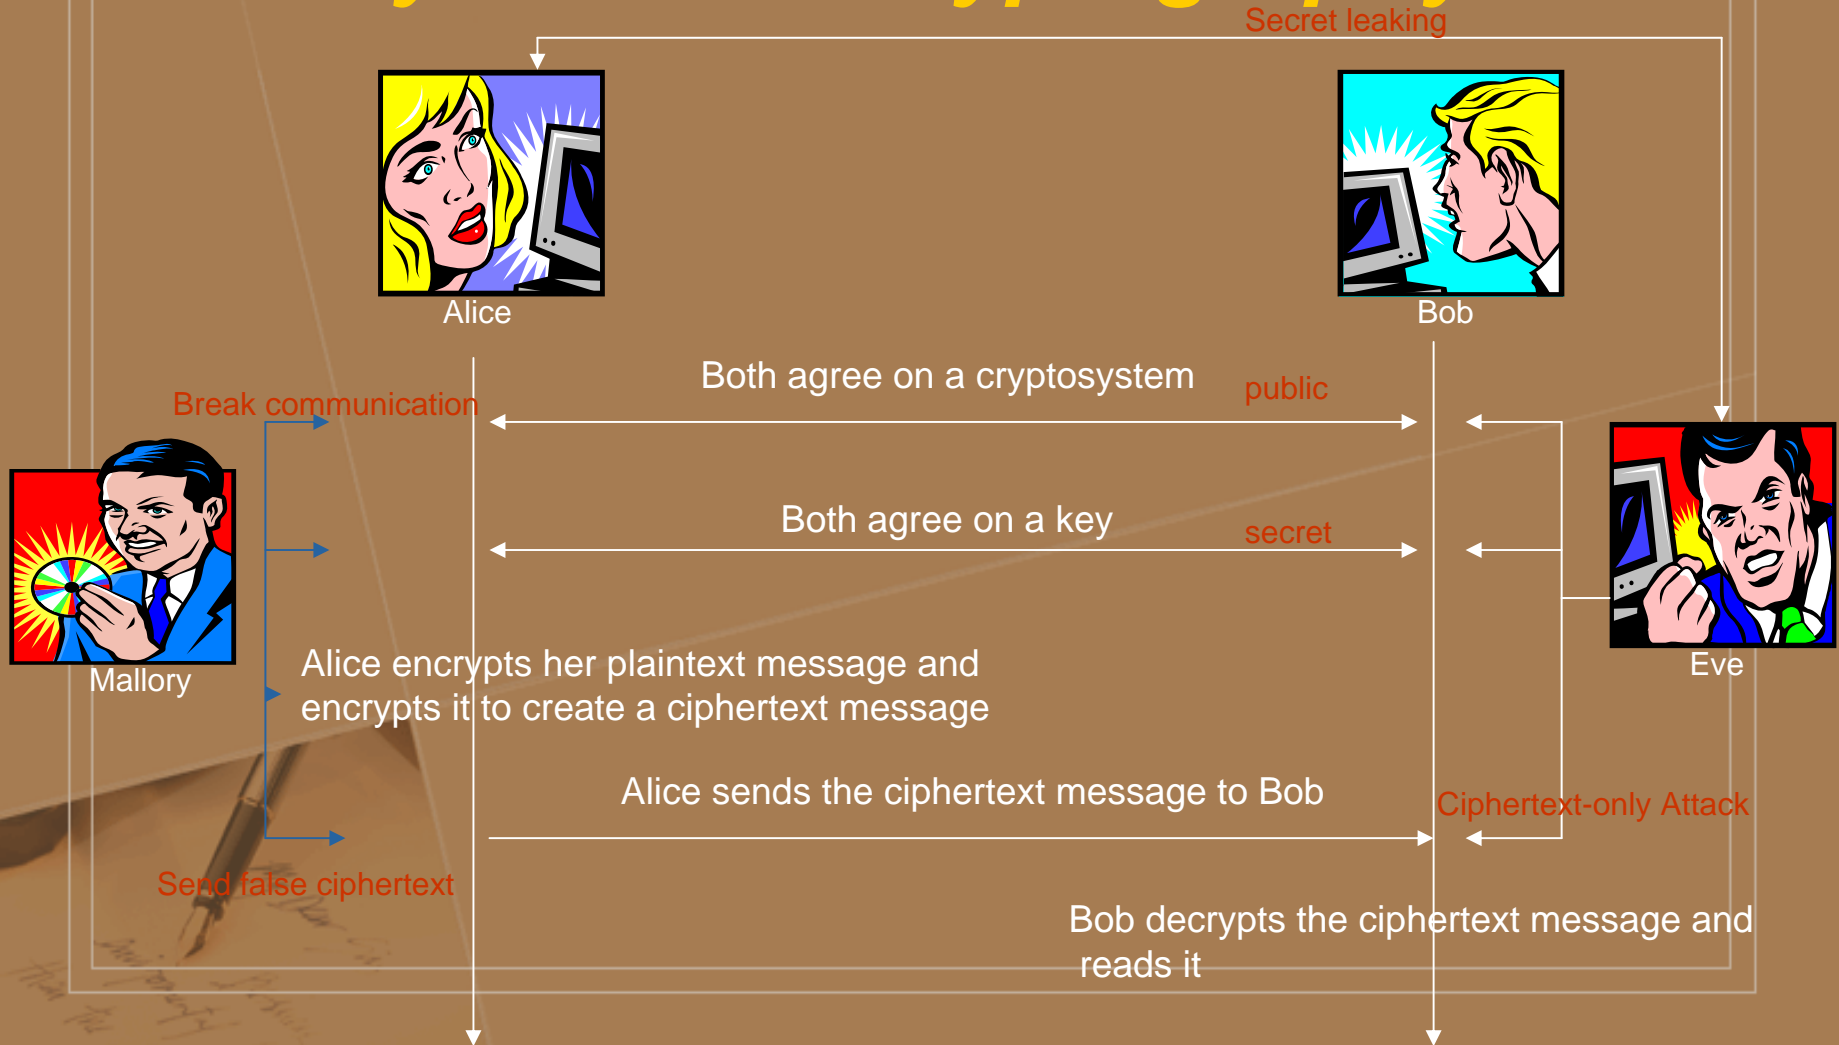 Secret leaking
Alice
Bob
Both agree on a cryptosystem
public
Break communication
Both agree on a key
secret
Mallory
Eve
Alice encrypts her plaintext message and
encrypts it to create a ciphertext message
Alice sends the ciphertext message to Bob
Ciphertext-only Attack
Send false ciphertext
Bob decrypts the ciphertext message and
reads it